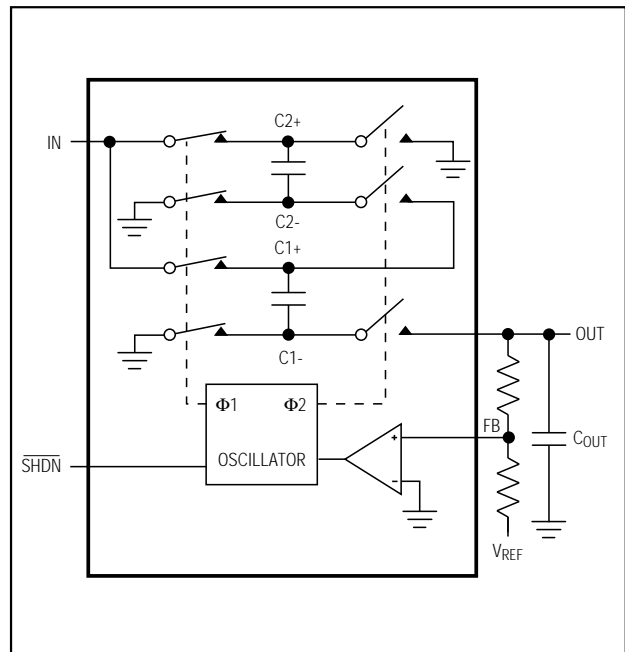 C2+
IN
C2-
C1+
C1-
OUT
Φ1 Φ2
FB
+
COUT
OSCILLATOR
SHDN
-
VREF